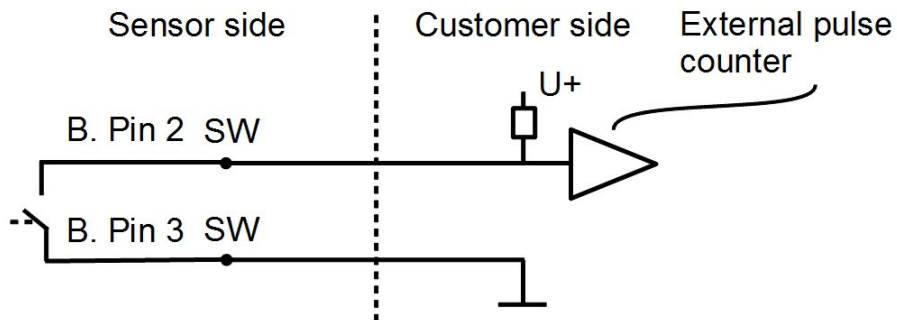 Sensor side
Customer side
External pulse
counter
U+
B. Pin 2 SW
B. Pin 3 SW